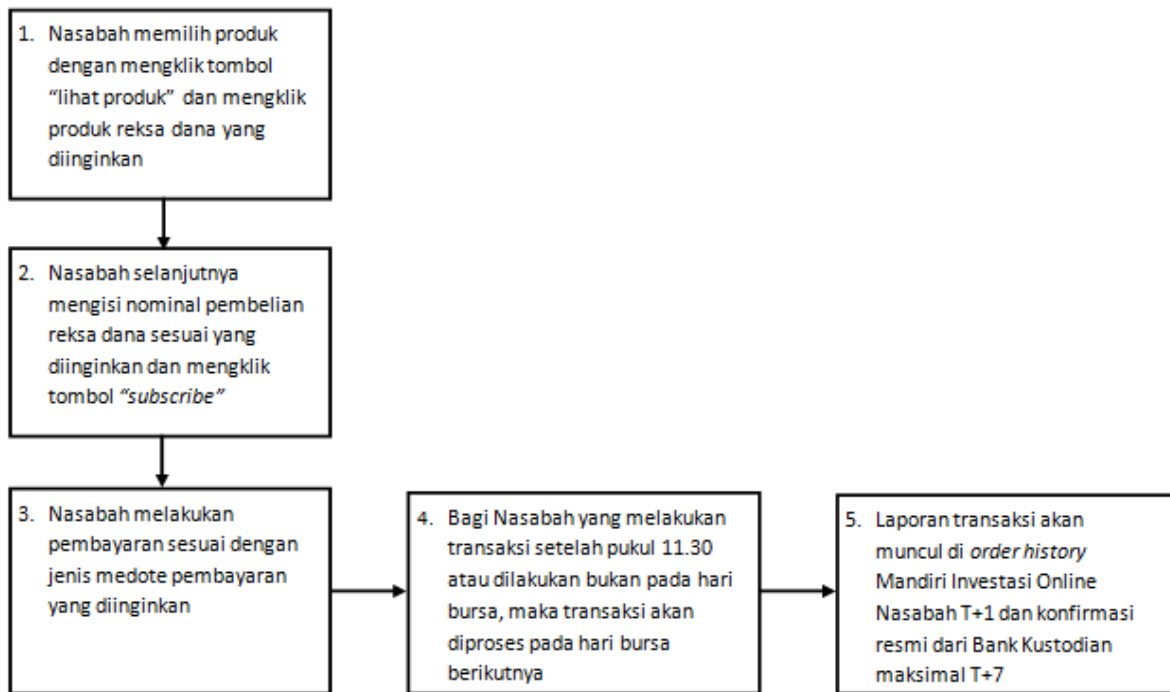 1. Nasabah memilih produk
dengan mengklik tombol
“lihat produk” dan mengklik
produk reksa dana yang
diinginkan
2. Nasabah selanjutnya
mengisi nominal pembelian
reksa dana sesuai yang
diinginkan dan mengklik
tombol “subscribe”
3. Nasabah melakukan
pembayaran sesuai dengan
jenis medote pembayaran
yang diinginkan
4. Bagi Nasabah yang melakukan
transaksi setelah pukul 11.30
atau dilakukan bukan pada hari
bursa, maka transaksi akan
diproses pada hari bursa
berikutnya
5. Laporan transaksi akan
muncul di order history
Mandiri Investasi Online
Nasabah T+1 dan konfirmasi
resmi dari Bank Kustodian
maksimal T+7